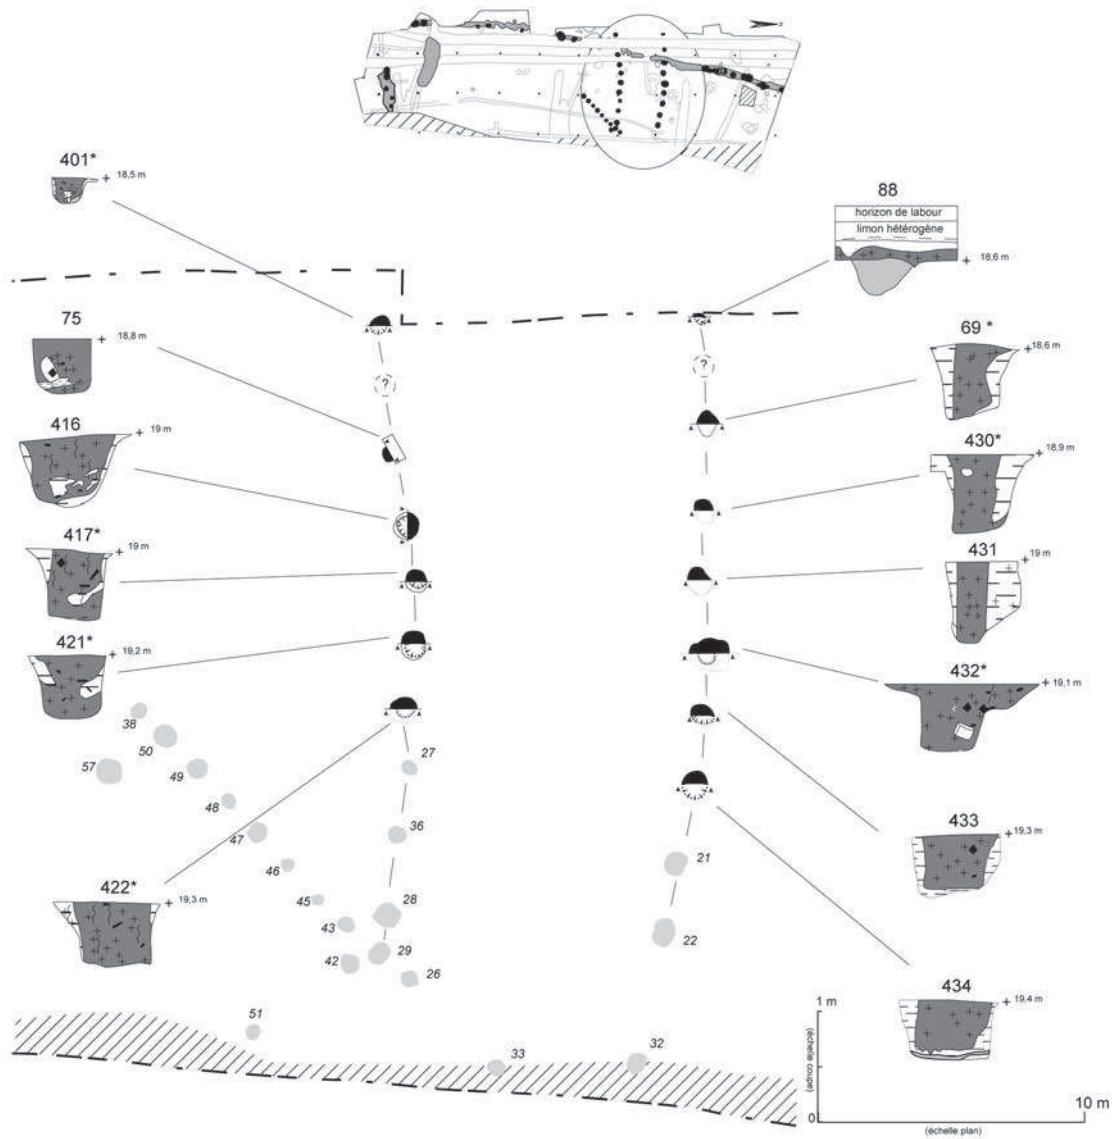 401*
18,5 m
88
horizon de labour
limon hétérogène
18,6 m
75
18,8 m
69 *
18,6 m
?
?
416
19 m
430*
18,9 m
417*
19 m
431
19 m
421*
19,2 m
432*
19,1 m
38
50
57
49
27
48
47
36
433
19,3 m
46
21
422*
19,3 m
45
28
43
22
29
42
26
434
19,4 m
1 m
(échelle coupe)
51
33
32
0
10 m
(échelle plan)